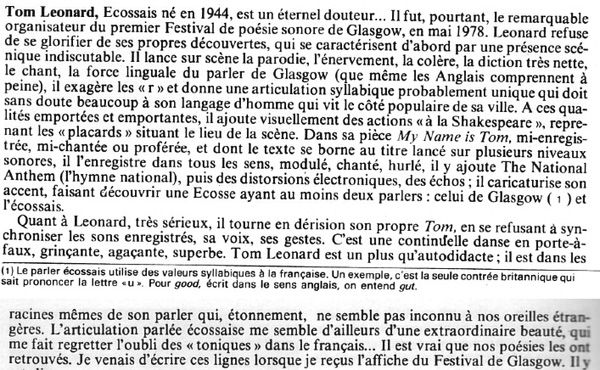 Tom Leonard, Ecossais né en 1944, est un éternel douteur... Il fut, pourtant, le remarquable
organisateur du premier Festival de poésie sonore de Glasgow, en mai 1978. Leonard refuse
de se glorifier de ses propres découvertes, qui se caractérisent d'abord par une présence scé-
nique indiscutable. Il lance sur scène la parodie, l'énervement, la colère, la diction très nette,
le chant, la force linguale du parler de Glasgow (que même les Anglais comprennent à
peine), il exagère les « r » et donne une articulation syllabique probablement unique qui doit
sans doute beaucoup à son langage d'homme qui vit le côté populaire de sa ville. A ces qua-
lités emportées et emportantes, il ajoute visuellement des actions « à la Shakespeare », repre-
nant les « placards » situant le lieu de la scène. Dans sa pièce My Name is Tom, mi-enregis-
trée, mi-chantée ou proférée, et dont le texte se borne au titre lancé sur plusieurs niveaux
sonores, il l'enregistre dans tous les sens, modulé, chanté, hurlé, il y ajoute The National
Anthem (l'hymne national), puis des distorsions électroniques, des échos ; il caricaturise son
accent, faisant découvrir une Ecosse ayant au moins deux parlers : celui de Glasgow ( 1 ) et
l'écossais.
Quant à Leonard, très sérieux, il tourne en dérision son propre Tom, en se refusant à syn-
chroniser les sons enregistrés, sa voix, ses gestes. C'est une continuelle danse en porte-à-
faux, grinçante, agaçante, superbe. Tom Leonard est un plus qu'autodidacte ; il est dans les
(1) Le parler écossais utilise des valeurs syllabiques à la française. Un exemple, c'est la seule contrée britannique qui
sait prononcer la lettre « u ». Pour good, écrit dans le sens anglais, on entend gut.
racines mêmes de son parler qui, étonnement, ne semble pas inconnu à nos oreilles étran-
gères. L'articulation parlée écossaise me semble d'ailleurs d'une extraordinaire beauté, qui
me fait regretter l'oubli des « toniques » dans le français... Il est vrai que nos poésies les ont
retrouvés. Je venais d'écrire ces lignes lorsque je reçus l'affiche du Festival de Glasgow. Il y